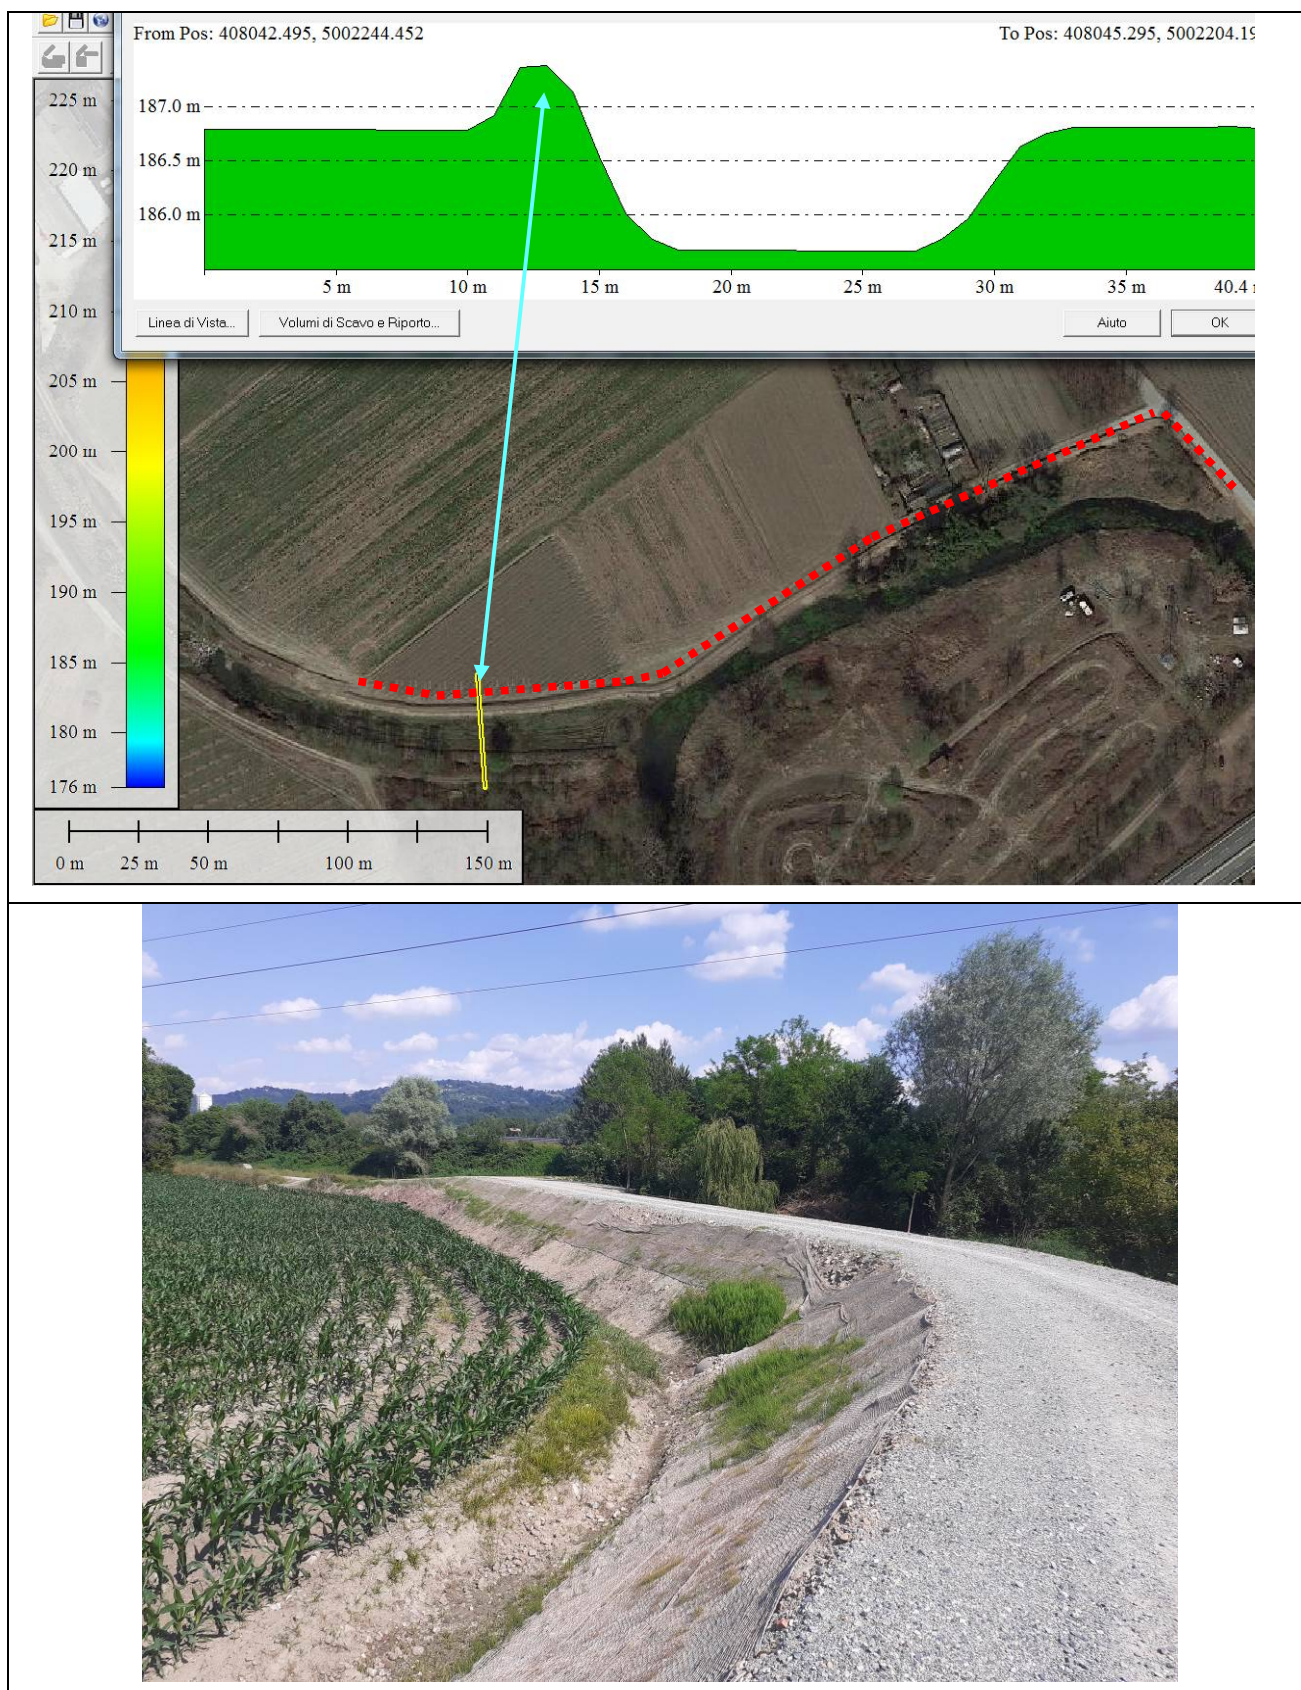 From Pos: 408042.495, 5002244.452
To Pos: 408045.295, 5002204.19
187.0 m
186.5 m
186.0 m
5 m
10 m
15 m
20 m
25 m
30 m
35 m
40.4
Linea di Vista...
Volumi di Scavo e Riporto...
Aiuto
OK
225 m
220 m
215 m
210 m
205 m
200 m
195 m
190 m
185 m
180 m
176 m
0 m
25 m
50 m
100 m
150 m